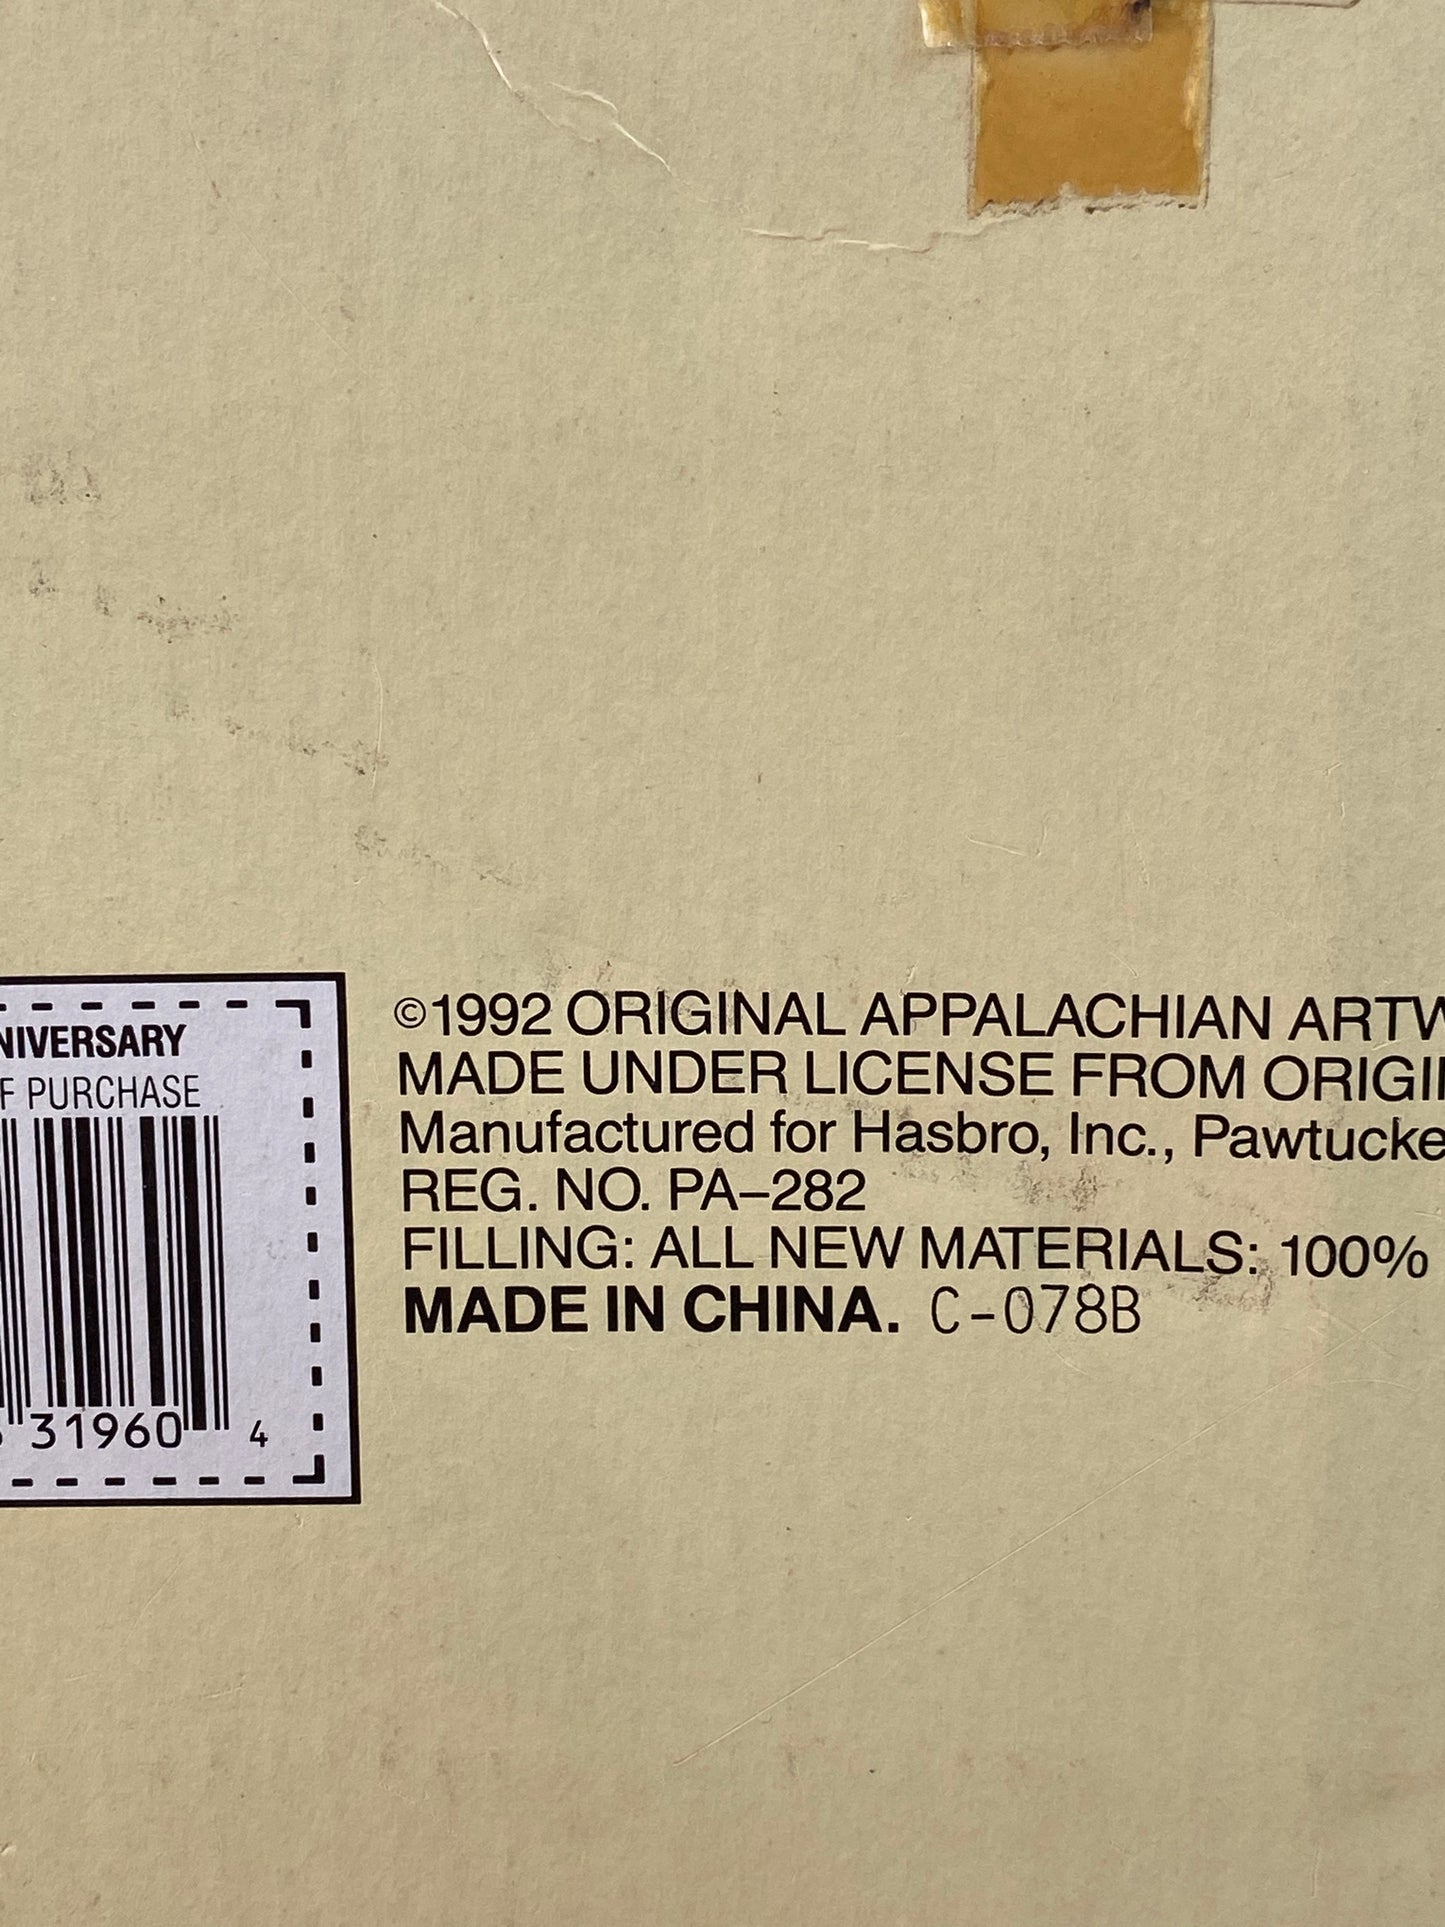 NIVERSARY
F PURCHASE
31960 4
©1992 ORIGINAL APPALACHIAN ARTW
MADE UNDER LICENSE FROM ORIGI
Manufactured for Hasbro, Inc., Pawtucke
REG. NO. PA–282
FILLING: ALL NEW MATERIALS: 100%
MADE IN CHINA. C-078B